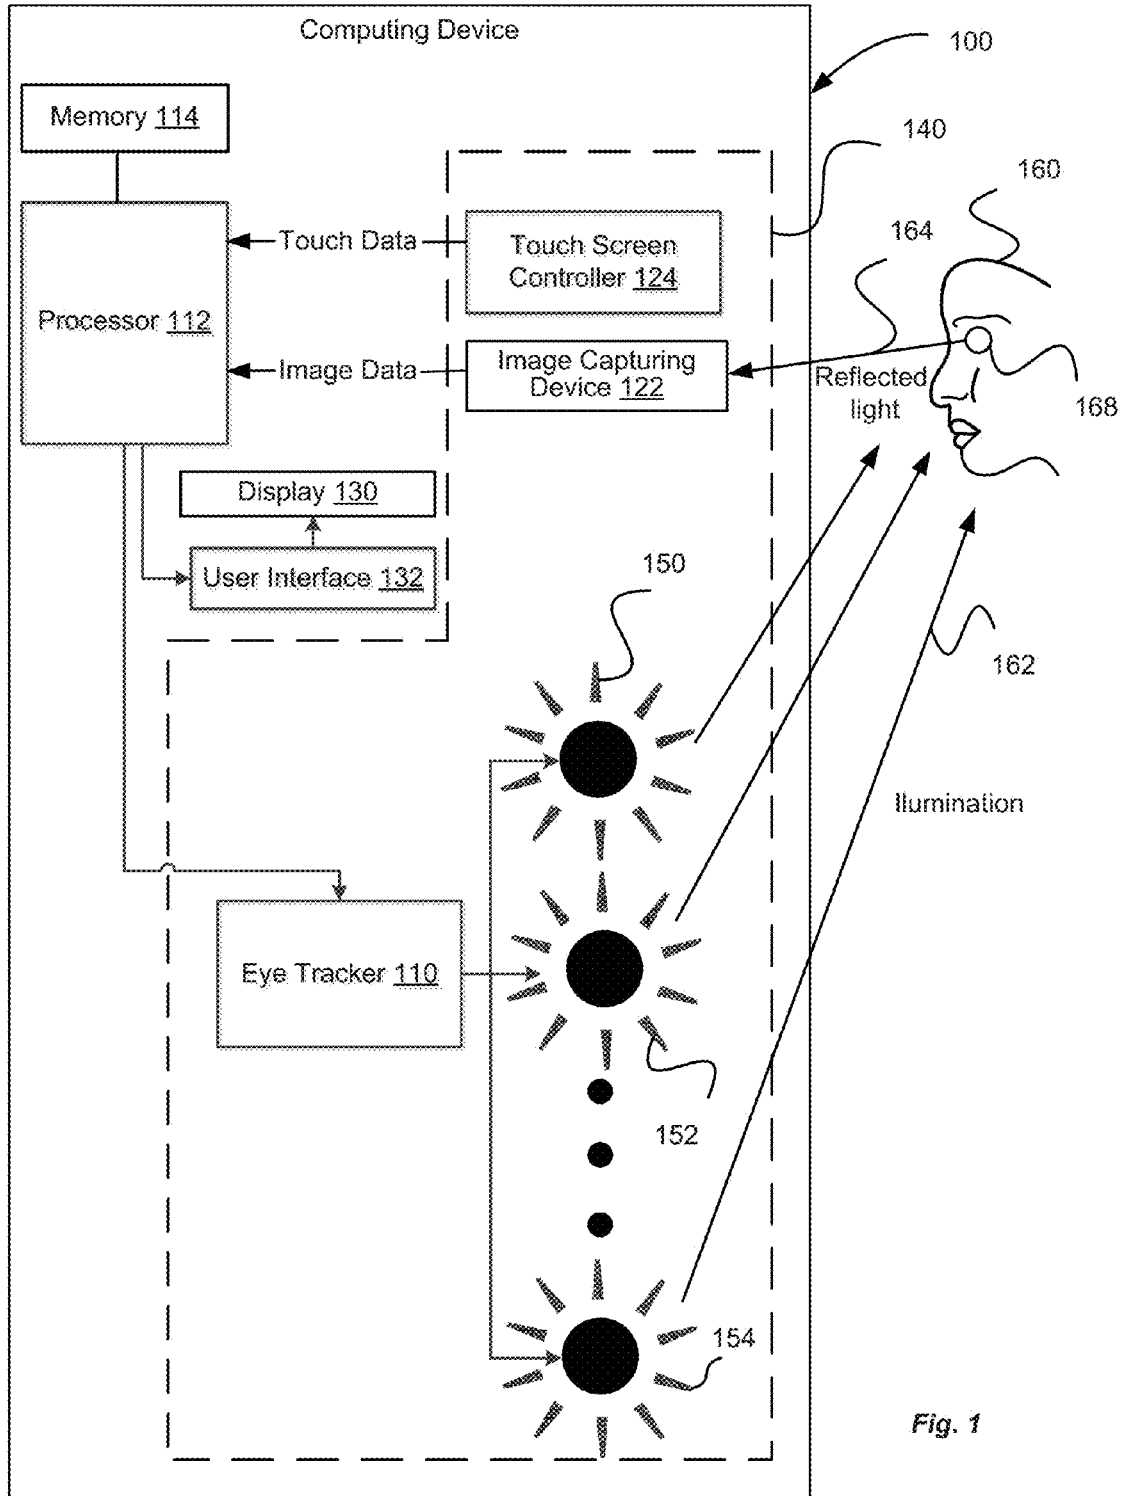 Computing Device
100
Memory 114
140
160
Touch Data
Touch Screen
Controller 124
164
Processor 112
Image Data
Image Capturing
Device 122
Reflected
light
168
Display 130
User Interface 132
150
162
Illumination
Eye Tracker 110
152
154
Fig. 1